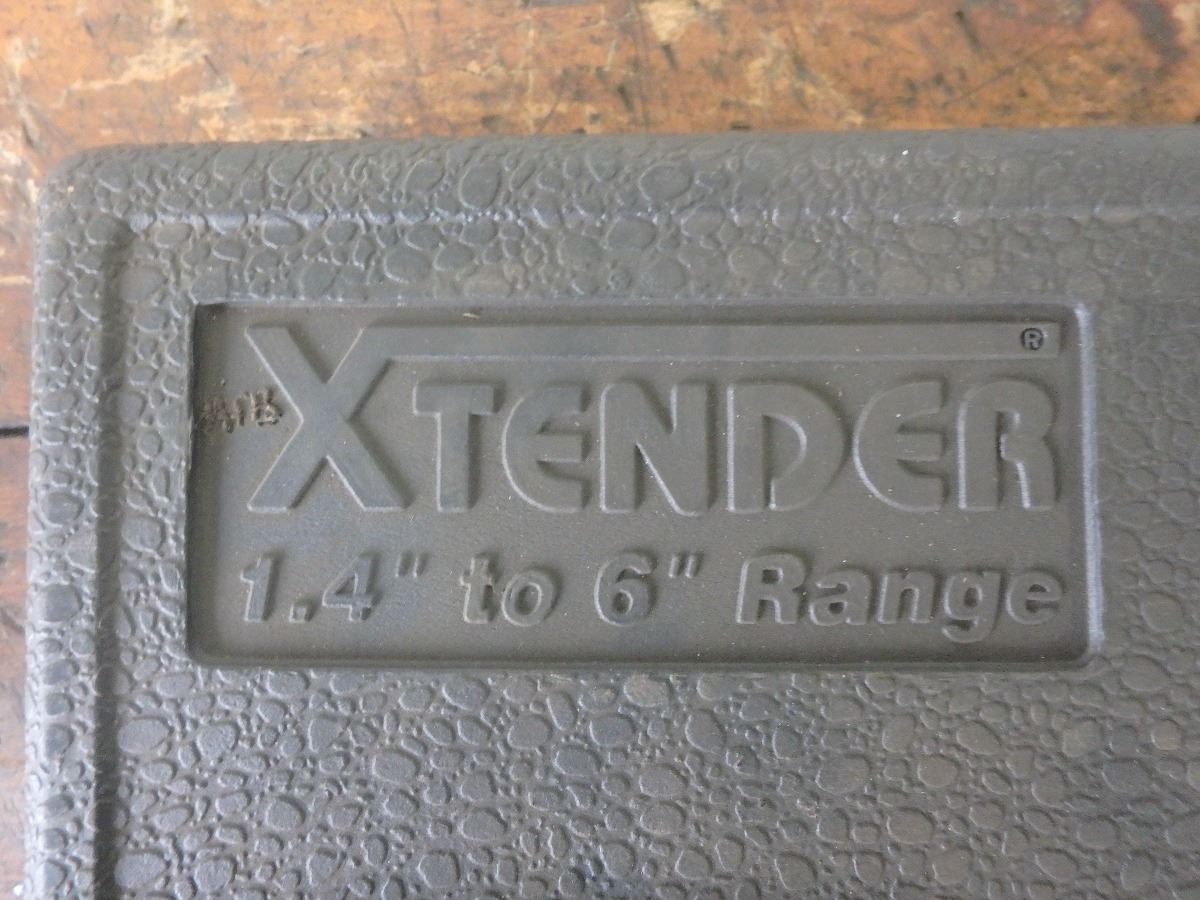 XTENDER®
1.4" to 6" Range